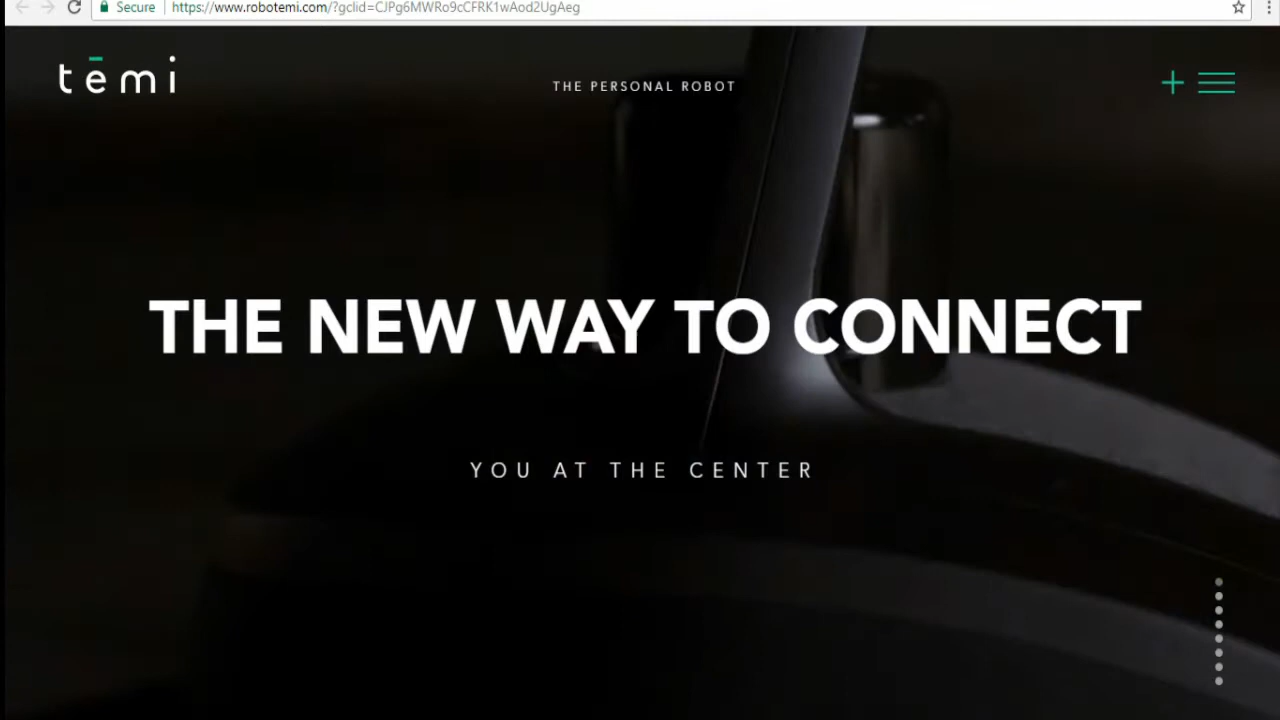 Secure https://www.robotemi.com/?gclid=CJPg6MWRo9cCFRK1wAod2UgAeg
tēmi
THE PERSONAL ROBOT
THE NEW WAY TO CONNECT
YOU AT THE CENTER